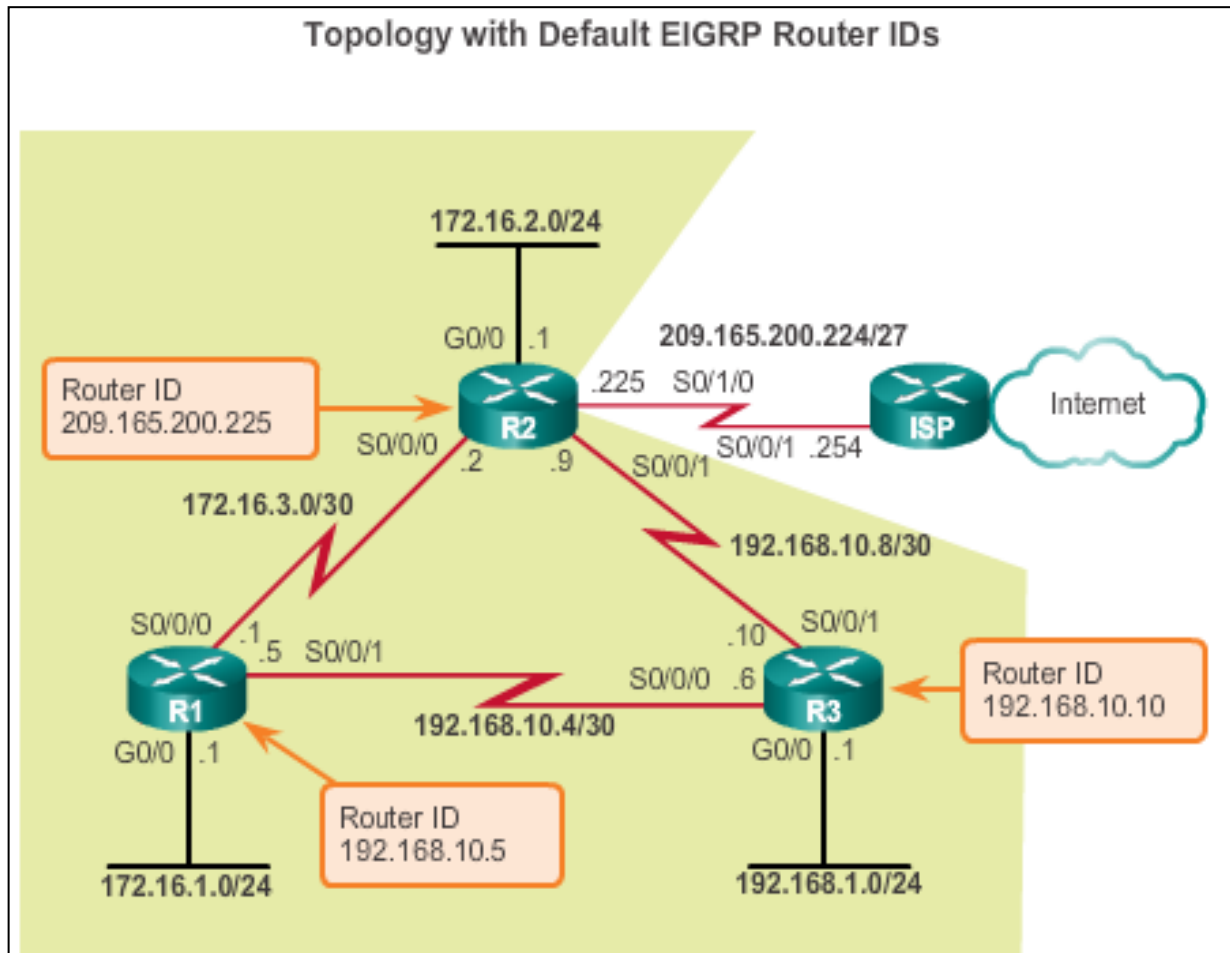 Topology with Default EIGRP Router IDs
172.16.2.0/24
G0/0 .1
209.165.200.224/27
Router ID
209.165.200.225
.225 S0/1/0
Internet
R2
ISP
S0/0/0 .2 .9 S0/0/1
S0/0/1 .254
172.16.3.0/30
192.168.10.8/30
S0/0/0 .1
.5 S0/0/1
.10 S0/0/1
S0/0/0 .6
Router ID
192.168.10.10
R1
R3
192.168.10.4/30
G0/0 .1
G0/0 .1
Router ID
192.168.10.5
172.16.1.0/24
192.168.1.0/24